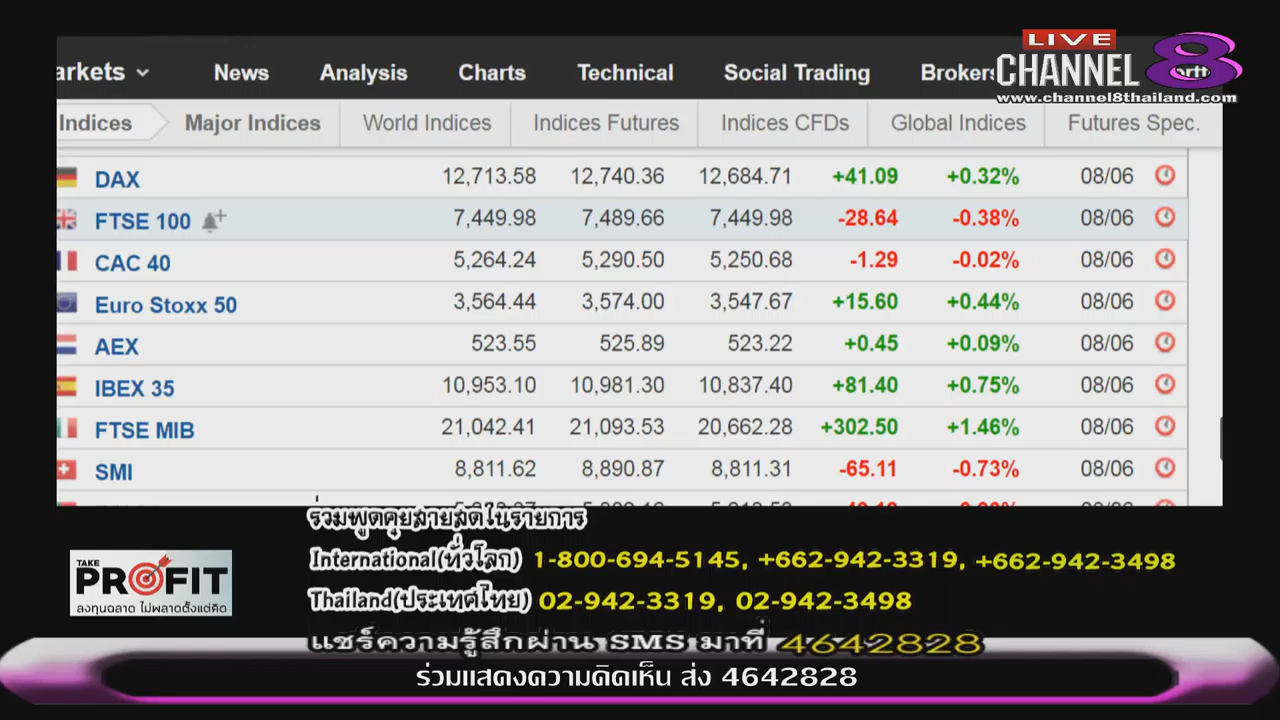 LIVE
CHANNEL 8
www.channel8thailand.com
arkets News Analysis Charts Technical Social Trading Brokers
Indices Major Indices World Indices Indices Futures Indices CFDs Global Indices Futures Spec.
DAX 12,713.58 12,740.36 12,684.71 +41.09 +0.32% 08/06
FTSE 100 7,449.98 7,489.66 7,449.98 -28.64 -0.38% 08/06
CAC 40 5,264.24 5,290.50 5,250.68 -1.29 -0.02% 08/06
Euro Stoxx 50 3,564.44 3,574.00 3,547.67 +15.60 +0.44% 08/06
AEX 523.55 525.89 523.22 +0.45 +0.09% 08/06
IBEX 35 10,953.10 10,981.30 10,837.40 +81.40 +0.75% 08/06
FTSE MIB 21,042.41 21,093.53 20,662.28 +302.50 +1.46% 08/06
SMI 8,811.62 8,890.87 8,811.31 -65.11 -0.73% 08/06
ร่วมพูดคุยสายสดในรายการ
International(ทั่วโลก) 1-800-694-5145, +662-942-3319, +662-942-3498
Thailand(ประเทศไทย) 02-942-3319, 02-942-3498
แชร์ความรู้สึกผ่าน SMS มาที่ 4642828
TAKE
PROFIT
ลงทุนฉลาด ไม่พลาดตั้งแต่คิด
ร่วมแสดงความคิดเห็น ส่ง 4642828